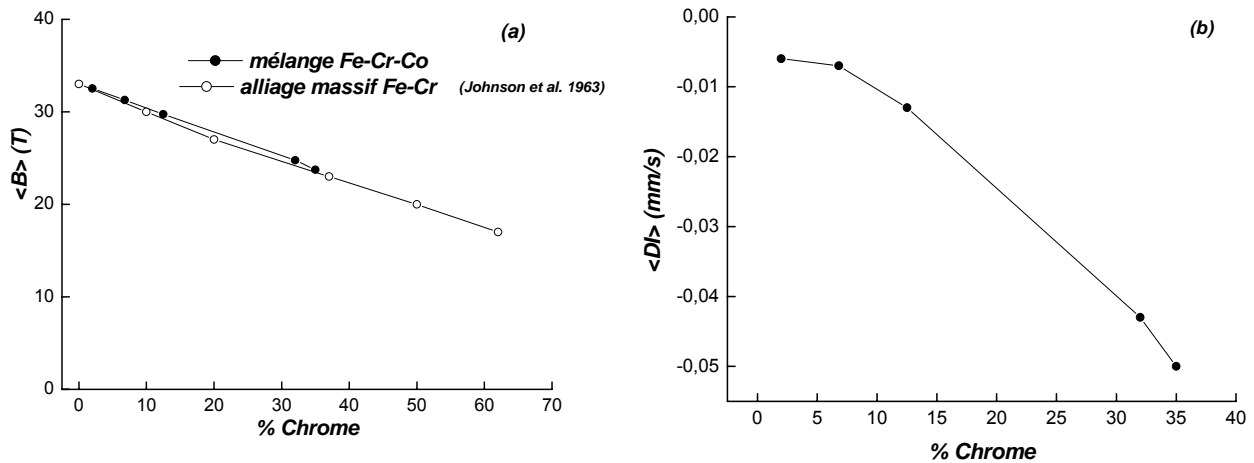 40
30
20
10
0
<B> (T)
(a)
mélange Fe-Cr-Co
alliage massif Fe-Cr (Johnson et al. 1963)
0 10 20 30 40 50 60 70
% Chrome
0,00
-0,01
-0,02
-0,03
-0,04
-0,05
<DI> (mm/s)
(b)
0 5 10 15 20 25 30 35 40
% Chrome